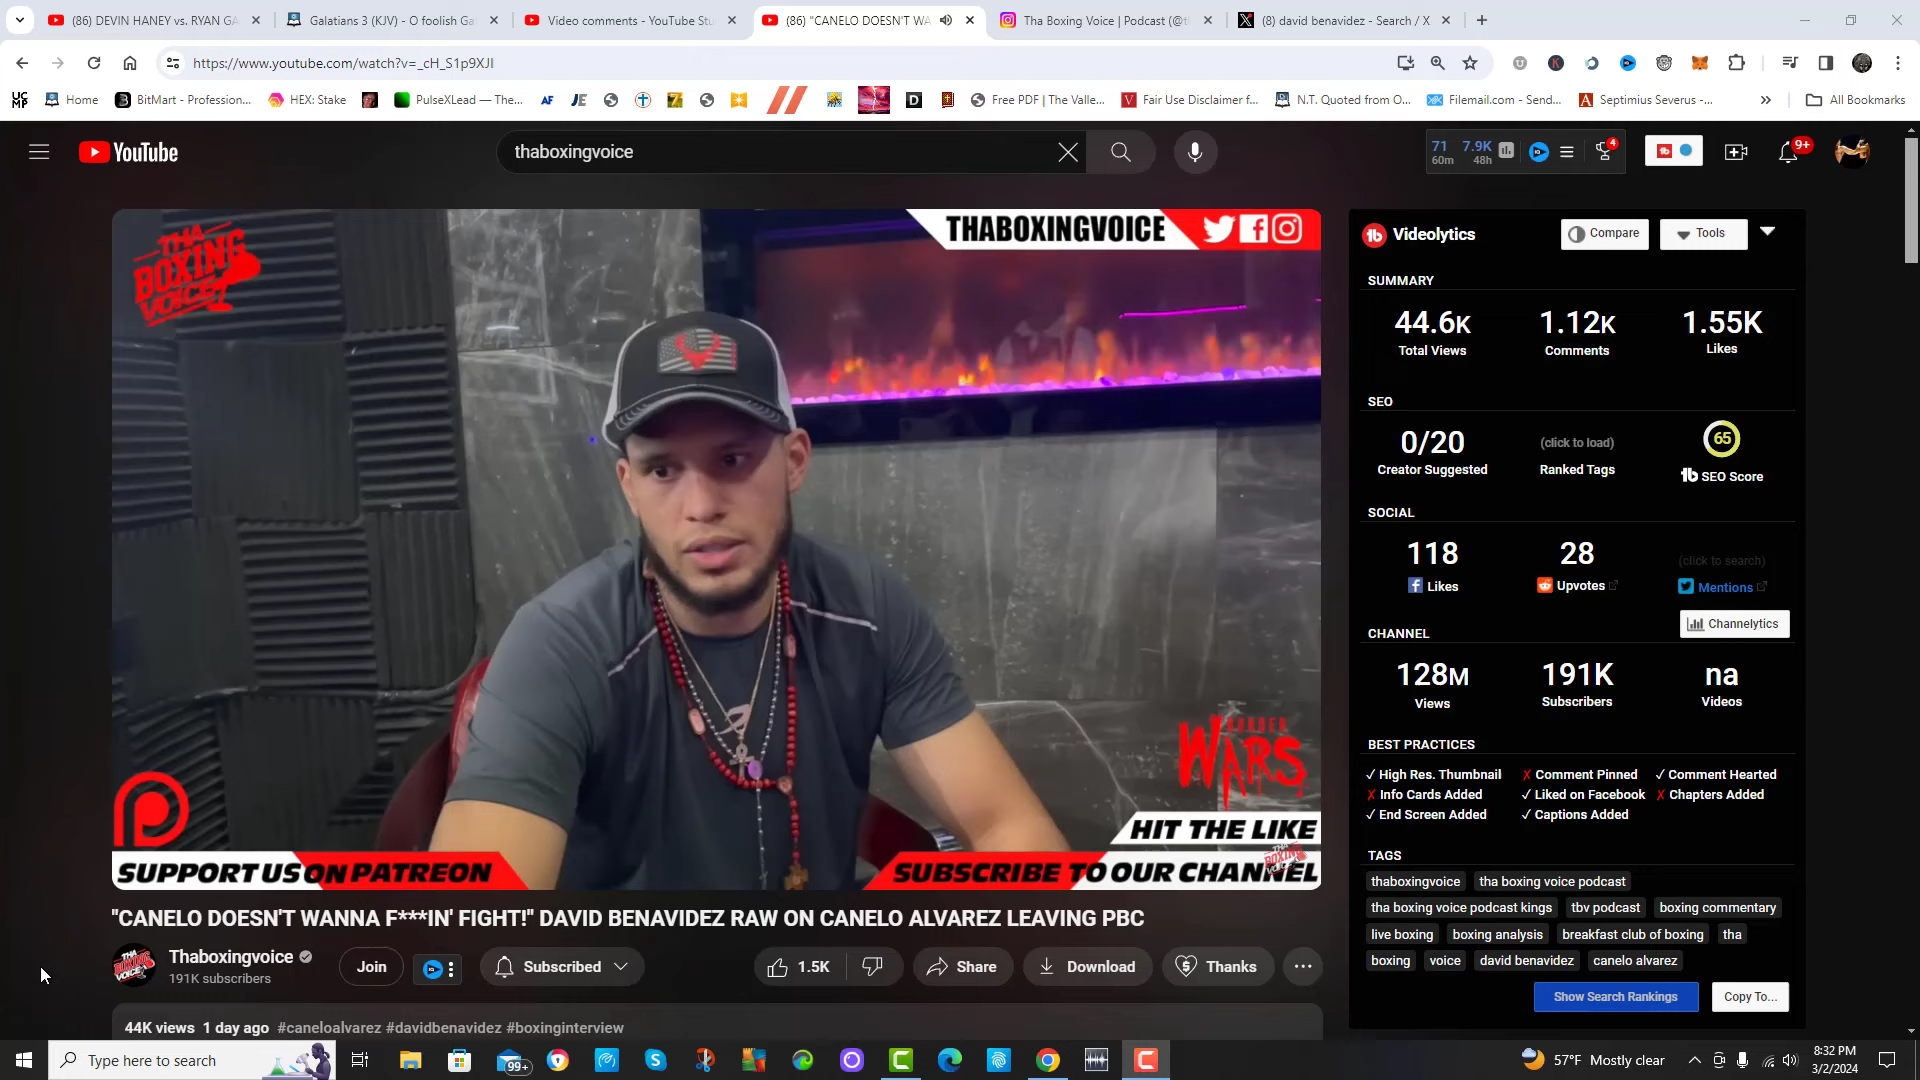 (86) DEVIN HANEY vs. RYAN GA
Galatians 3 (KJV) - O foolish Ga
Video comments - YouTube Stu
(86) "CANELO DOESN'T WA
Tha Boxing Voice | Podcast (@t
(8) david benavidez - Search / X
https://www.youtube.com/watch?v=_cH_S1p9XJI
UC
MP
Home
BitMart - Profession...
HEX: Stake
PulseXLead — The...
AF
JE
D
Free PDF | The Valle...
Fair Use Disclaimer f...
N.T. Quoted from O...
Filemail.com - Send...
Septimius Severus -...
All Bookmarks
YouTube
thaboxingvoice
71 7.9K
60m 48h
4
9+
THA
BOXING
VOICE
THABOXINGVOICE
WARS
HIT THE LIKE
SUPPORT US ON PATREON
SUBSCRIBE TO OUR CHANNEL
"CANELO DOESN'T WANNA F***IN' FIGHT!" DAVID BENAVIDEZ RAW ON CANELO ALVAREZ LEAVING PBC
Thaboxingvoice
191K subscribers
Join
Subscribed
1.5K
Share
Download
Thanks
44K views 1 day ago #caneloalvarez #davidbenavidez #boxinginterview
Videolytics
Compare
Tools
SUMMARY
44.6K 1.12K 1.55K
Total Views Comments Likes
SEO
0/20 (click to load) 65
Creator Suggested Ranked Tags SEO Score
SOCIAL
118 28 (click to search)
Likes Upvotes Mentions
CHANNEL
Channelytics
128M 191K na
Views Subscribers Videos
BEST PRACTICES
✓ High Res. Thumbnail ✗ Comment Pinned ✓ Comment Hearted
✗ Info Cards Added ✓ Liked on Facebook ✗ Chapters Added
✓ End Screen Added ✓ Captions Added
TAGS
thaboxingvoice tha boxing voice podcast
tha boxing voice podcast kings tbv podcast boxing commentary
live boxing boxing analysis breakfast club of boxing tha
boxing voice david benavidez canelo alvarez
Show Search Rankings
Copy To...
Type here to search
99+
57°F Mostly clear
8:32 PM
3/2/2024